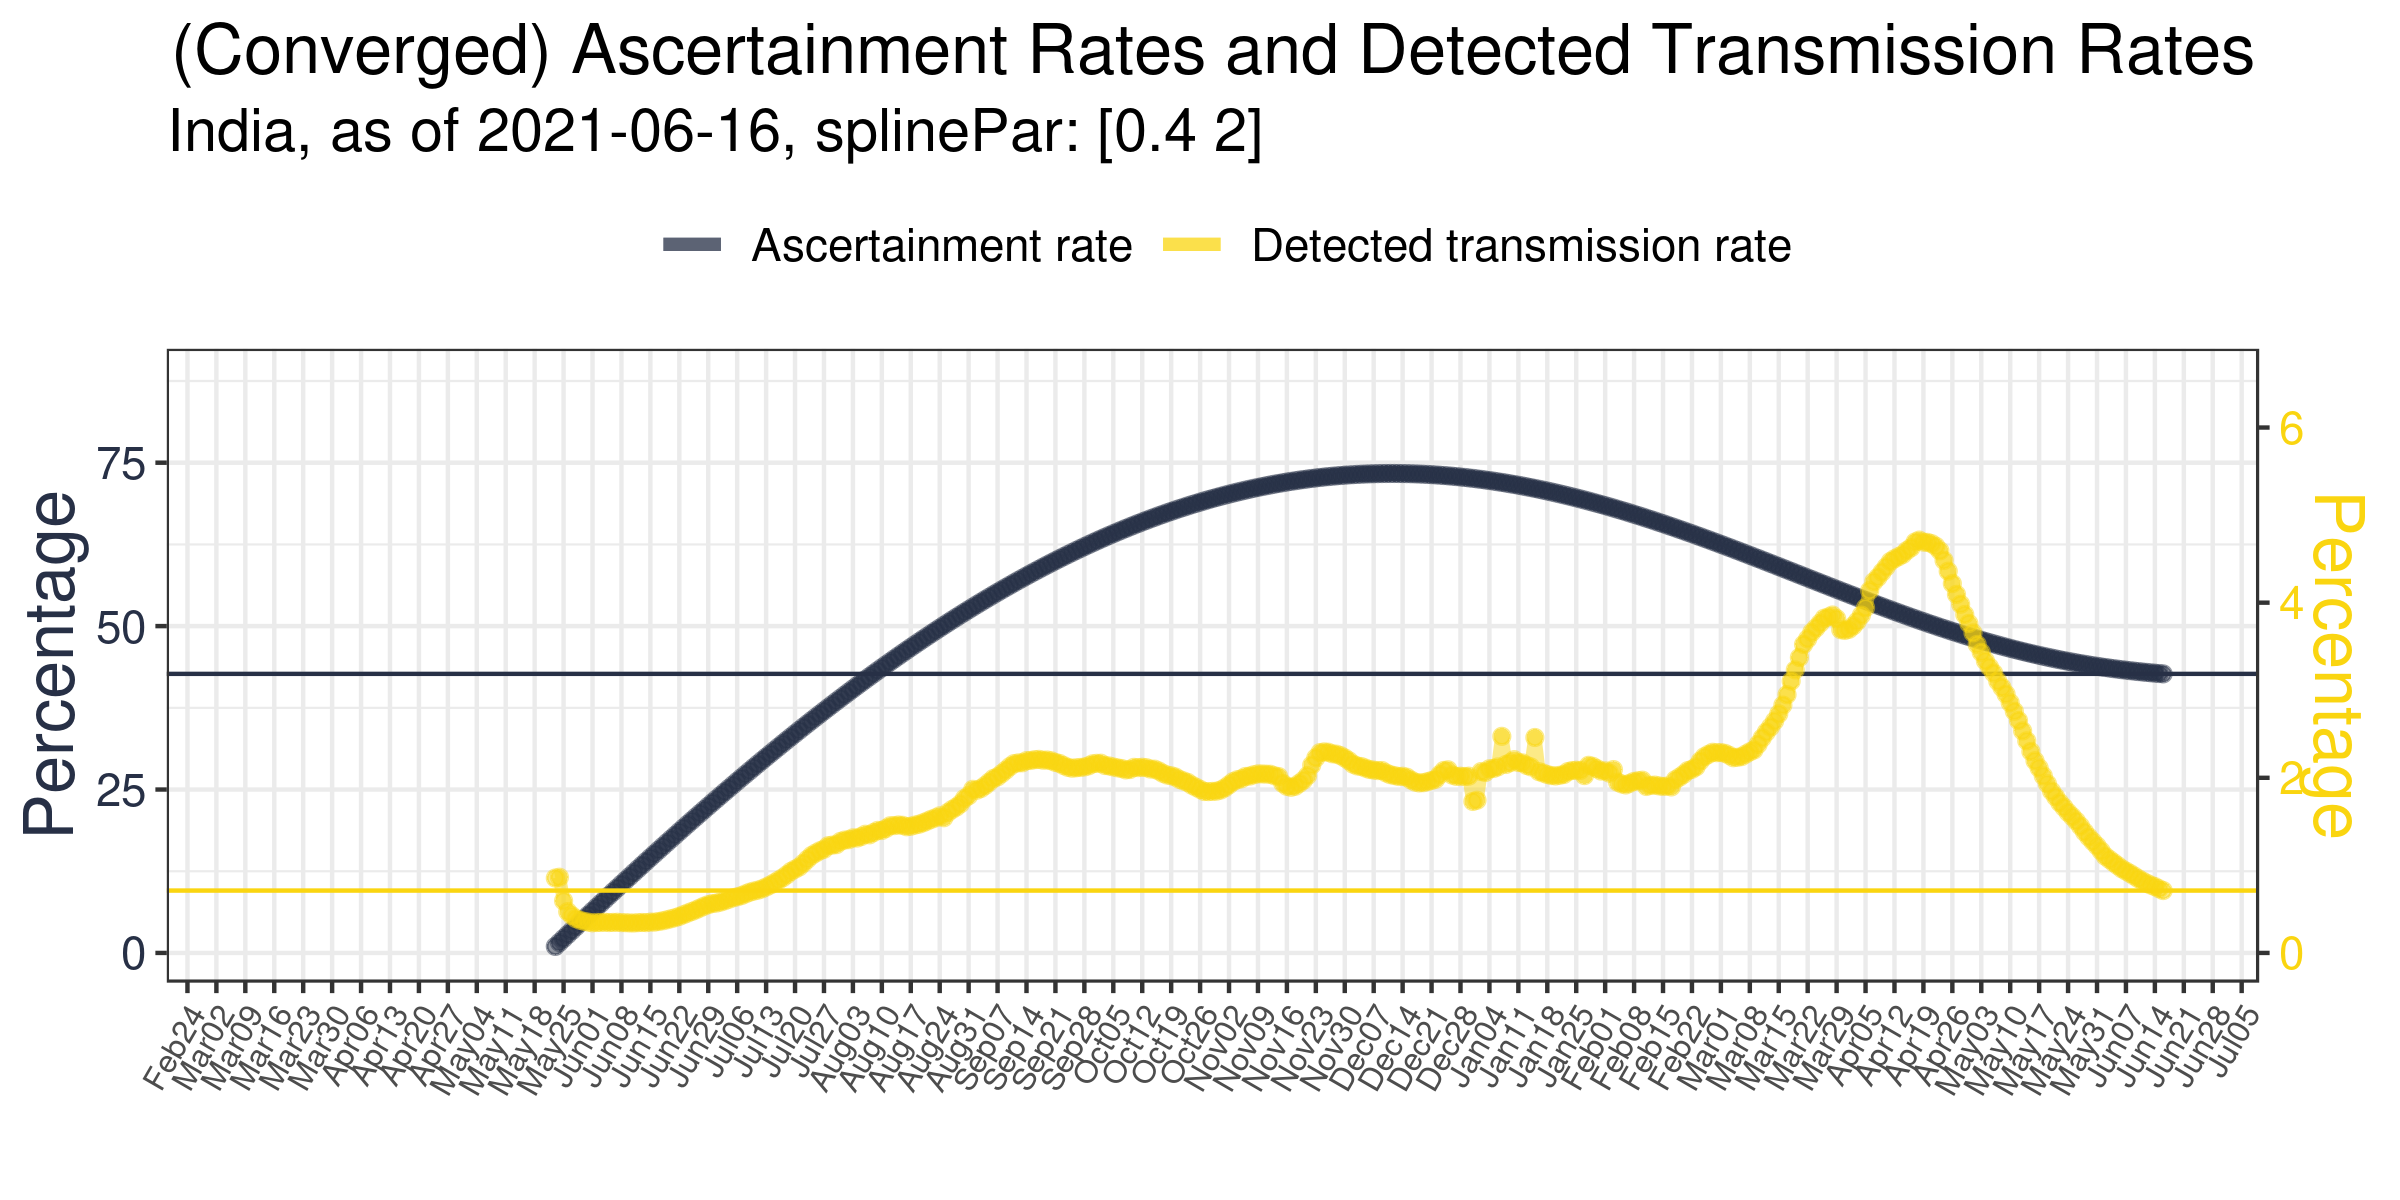 (Converged) Ascertainment Rates and Detected Transmission Rates
India, as of 2021-06-16, splinePar: [0.4 2]
Ascertainment rate
Detected transmission rate
Percentage
75
50
25
0
6
4
2
0
Percentage
Feb24
Mar02
Mar09
Mar16
Mar23
Mar30
Apr06
Apr13
Apr20
Apr27
May04
May11
May18
May25
Jun01
Jun08
Jun15
Jun22
Jun29
Jul06
Jul13
Jul20
Jul27
Aug03
Aug10
Aug17
Aug24
Aug31
Sep07
Sep14
Sep21
Sep28
Oct05
Oct12
Oct19
Oct26
Nov02
Nov09
Nov16
Nov23
Nov30
Dec07
Dec14
Dec21
Dec28
Jan04
Jan11
Jan18
Jan25
Feb01
Feb08
Feb15
Feb22
Mar01
Mar08
Mar15
Mar22
Mar29
Apr05
Apr12
Apr19
Apr26
May03
May10
May17
May24
May31
Jun07
Jun14
Jun21
Jun28
Jul05